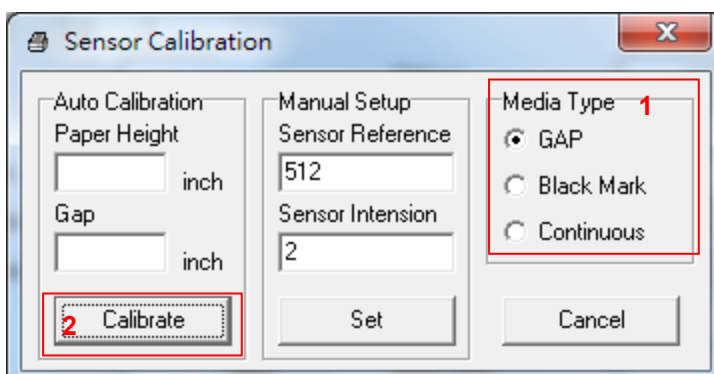 Sensor Calibration
Auto Calibration
Paper Height
inch
Gap
inch
2 Calibrate
Manual Setup
Sensor Reference
512
Sensor Intension
2
Set
Media Type 1
GAP
Black Mark
Continuous
Cancel